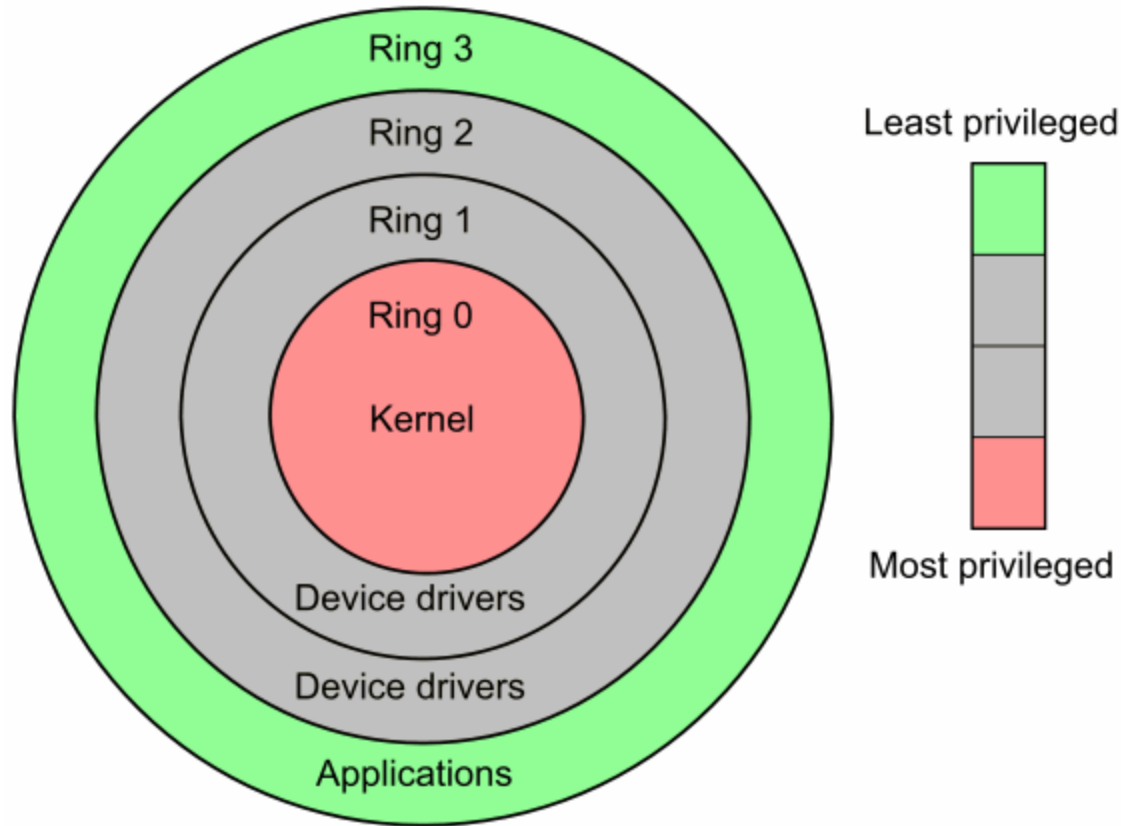 Ring 3
Ring 2
Ring 1
Ring 0
Kernel
Device drivers
Device drivers
Applications
Least privileged
Most privileged